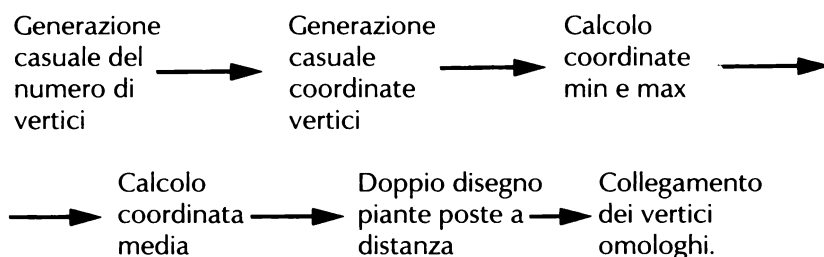 Generazione
casuale del
numero di
vertici
Generazione
casuale
coordinate
vertici
Calcolo
coordinate
min e max
Calcolo
coordinata
media
Doppio disegno
piante poste a
distanza
Collegamento
dei vertici
omologhi.